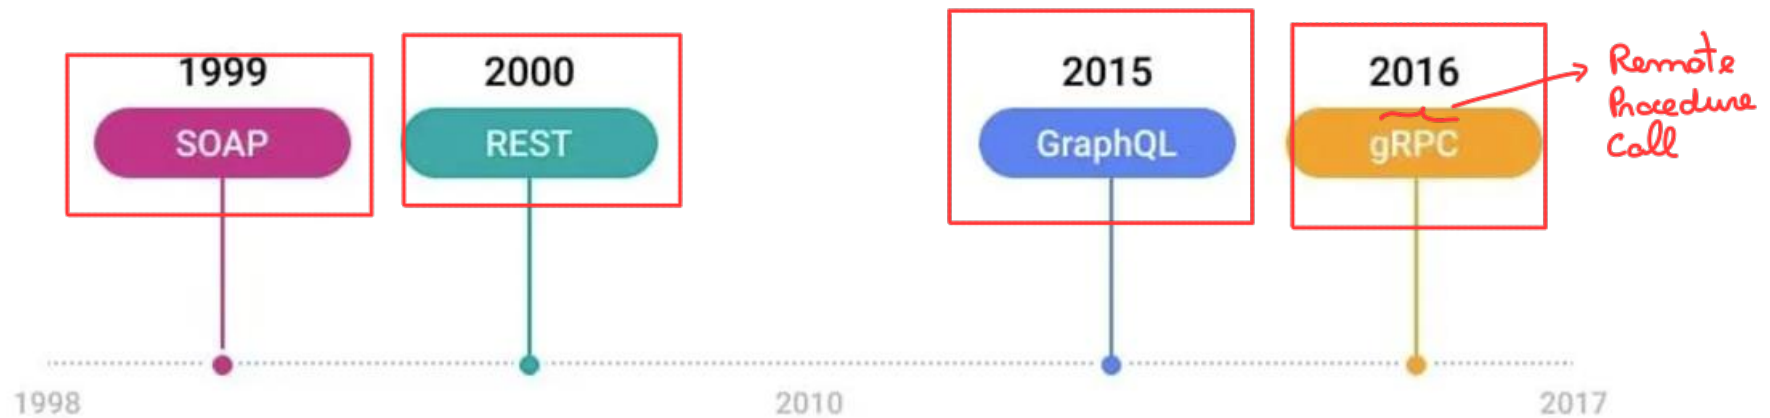 1999
SOAP
2000
REST
2015
GraphQL
2016
gRPC
Remote
Procedure
Call
1998
2010
2017